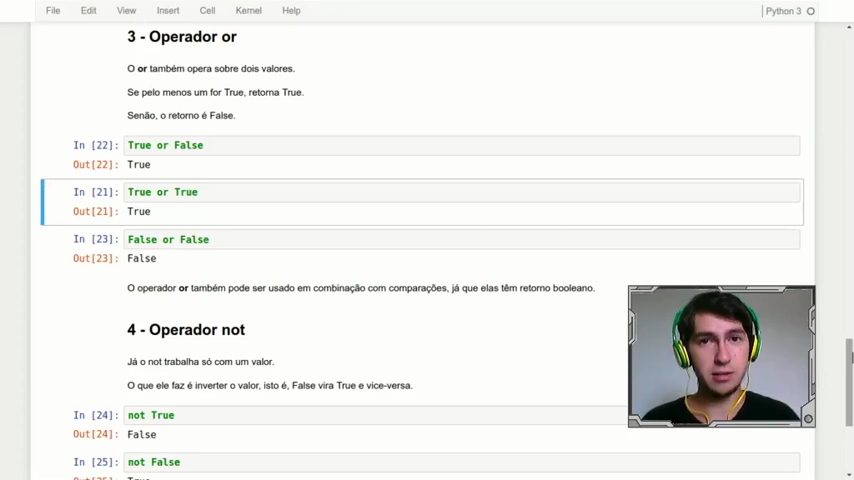 File Edit View Insert Cell Kernel Help Python 3
3 - Operador or
O or também opera sobre dois valores.
Se pelo menos um for True, retorna True.
Senão, o retorno é False.
In [22]: True or False
Out[22]: True
In [21]: True or True
Out[21]: True
In [23]: False or False
Out[23]: False
O operador or também pode ser usado em combinação com comparações, já que elas têm retorno booleano.
4 - Operador not
Já o not trabalha só com um valor.
O que ele faz é inverter o valor, isto é, False vira True e vice-versa.
In [24]: not True
Out[24]: False
In [25]: not False
Out[25]: True